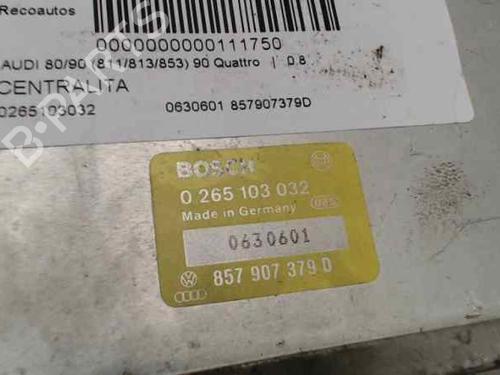 Recoautos
0000000000111750
AUDI 80/90 (811/813/853) 90 Quattro | 0.8
CENTRALITA
0265103032 0630601 857907379D
B-PARTS
BOSCH
0 265 103 032
Made in Germany
0630601
857 907 379 D